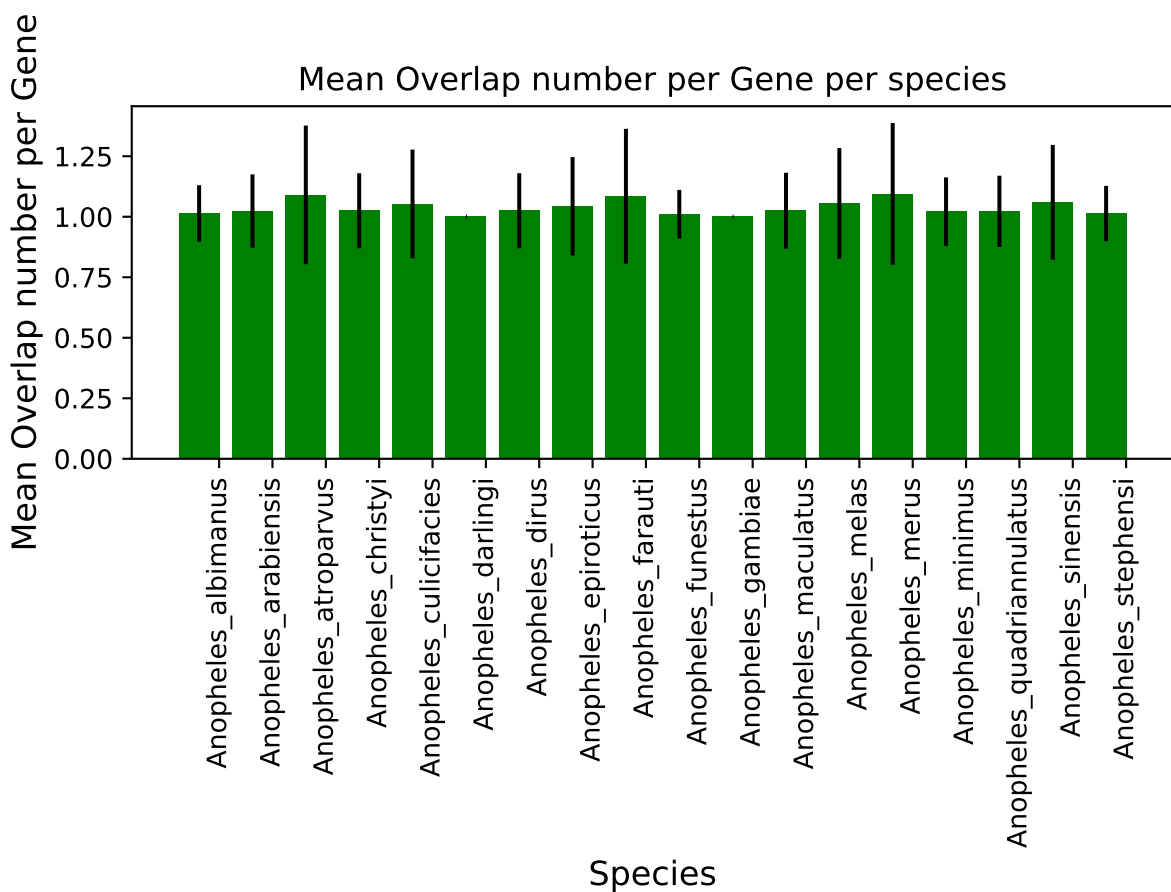 Mean Overlap number per Gene per species
Mean Overlap number per Gene
1.25
1.00
0.75
0.50
0.25
0.00
Anopheles_albimanus
Anopheles_arabiensis
Anopheles_atroparvus
Anopheles_christyi
Anopheles_culicifacies
Anopheles_darlingi
Anopheles_dirus
Anopheles_epiroticus
Anopheles_farauti
Anopheles_funestus
Anopheles_gambiae
Anopheles_maculatus
Anopheles_melas
Anopheles_merus
Anopheles_minimus
Anopheles_quadriannulatus
Anopheles_sinensis
Anopheles_stephensi
Species